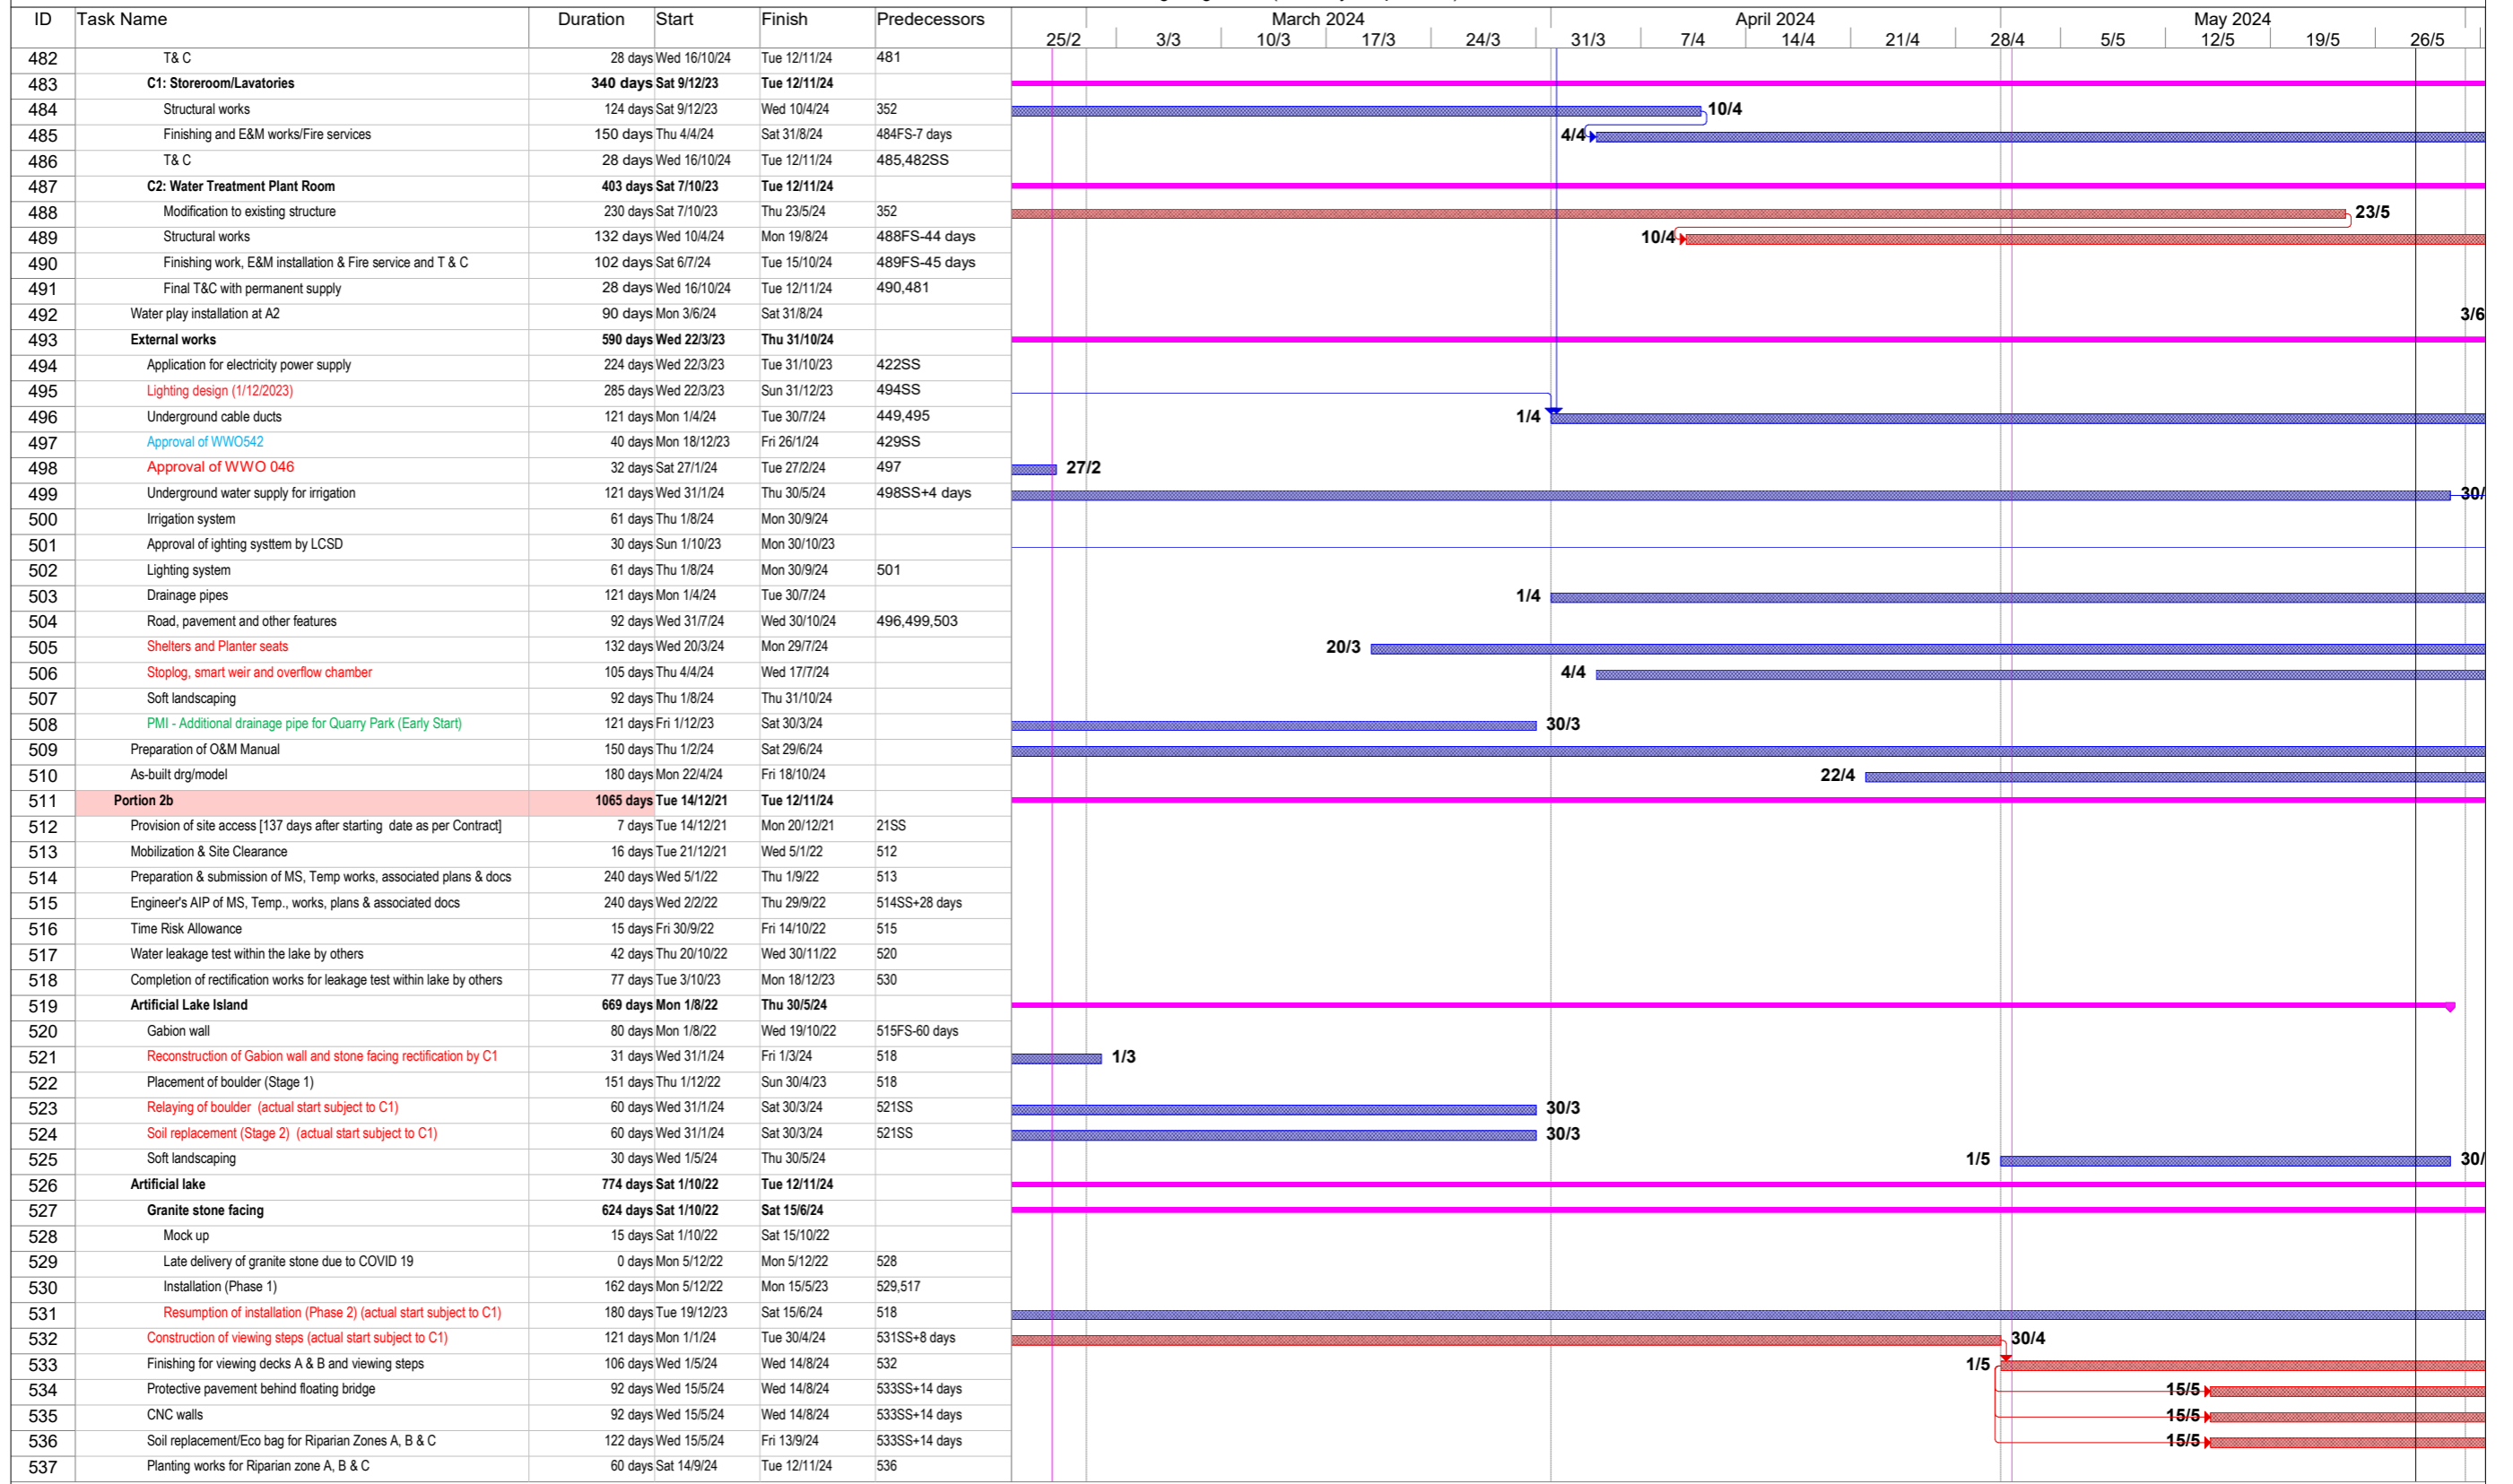 ID Task Name Duration Start Finish Predecessors March 2024 April 2024 May 2024
25/2 3/3 10/3 17/3 24/3 31/3 7/4 14/4 21/4 28/4 5/5 12/5 19/5 26/5
482 T& C 28 days Wed 16/10/24 Tue 12/11/24 481
483 C1: Storeroom/Lavatories 340 days Sat 9/12/23 Tue 12/11/24
484 Structural works 124 days Sat 9/12/23 Wed 10/4/24 352 10/4
485 Finishing and E&M works/Fire services 150 days Thu 4/4/24 Sat 31/8/24 484FS-7 days 4/4
486 T& C 28 days Wed 16/10/24 Tue 12/11/24 485,482SS
487 C2: Water Treatment Plant Room 403 days Sat 7/10/23 Tue 12/11/24
488 Modification to existing structure 230 days Sat 7/10/23 Thu 23/5/24 352 23/5
489 Structural works 132 days Wed 10/4/24 Mon 19/8/24 488FS-44 days 10/4
490 Finishing work, E&M installation & Fire service and T & C 102 days Sat 6/7/24 Tue 15/10/24 489FS-45 days
491 Final T&C with permanent supply 28 days Wed 16/10/24 Tue 12/11/24 490,481
492 Water play installation at A2 90 days Mon 3/6/24 Sat 31/8/24 3/6
493 External works 590 days Wed 22/3/23 Thu 31/10/24
494 Application for electricity power supply 224 days Wed 22/3/23 Tue 31/10/23 422SS
495 Lighting design (1/12/2023) 285 days Wed 22/3/23 Sun 31/12/23 494SS
496 Underground cable ducts 121 days Mon 1/4/24 Tue 30/7/24 449,495 1/4
497 Approval of WWO542 40 days Mon 18/12/23 Fri 26/1/24 429SS
498 Approval of WWO 046 32 days Sat 27/1/24 Tue 27/2/24 497 27/2
499 Underground water supply for irrigation 121 days Wed 31/1/24 Thu 30/5/24 498SS+4 days 30/
500 Irrigation system 61 days Thu 1/8/24 Mon 30/9/24
501 Approval of ighting systtem by LCSD 30 days Sun 1/10/23 Mon 30/10/23
502 Lighting system 61 days Thu 1/8/24 Mon 30/9/24 501
503 Drainage pipes 121 days Mon 1/4/24 Tue 30/7/24 1/4
504 Road, pavement and other features 92 days Wed 31/7/24 Wed 30/10/24 496,499,503
505 Shelters and Planter seats 132 days Wed 20/3/24 Mon 29/7/24 20/3
506 Stoplog, smart weir and overflow chamber 105 days Thu 4/4/24 Wed 17/7/24 4/4
507 Soft landscaping 92 days Thu 1/8/24 Thu 31/10/24
508 PMI - Additional drainage pipe for Quarry Park (Early Start) 121 days Fri 1/12/23 Sat 30/3/24 30/3
509 Preparation of O&M Manual 150 days Thu 1/2/24 Sat 29/6/24
510 As-built drg/model 180 days Mon 22/4/24 Fri 18/10/24 22/4
511 Portion 2b 1065 days Tue 14/12/21 Tue 12/11/24
512 Provision of site access [137 days after starting date as per Contract] 7 days Tue 14/12/21 Mon 20/12/21 21SS
513 Mobilization & Site Clearance 16 days Tue 21/12/21 Wed 5/1/22 512
514 Preparation & submission of MS, Temp works, associated plans & docs 240 days Wed 5/1/22 Thu 1/9/22 513
515 Engineer's AIP of MS, Temp., works, plans & associated docs 240 days Wed 2/2/22 Thu 29/9/22 514SS+28 days
516 Time Risk Allowance 15 days Fri 30/9/22 Fri 14/10/22 515
517 Water leakage test within the lake by others 42 days Thu 20/10/22 Wed 30/11/22 520
518 Completion of rectification works for leakage test within lake by others 77 days Tue 3/10/23 Mon 18/12/23 530
519 Artificial Lake Island 669 days Mon 1/8/22 Thu 30/5/24
520 Gabion wall 80 days Mon 1/8/22 Wed 19/10/22 515FS-60 days
521 Reconstruction of Gabion wall and stone facing rectification by C1 31 days Wed 31/1/24 Fri 1/3/24 518 1/3
522 Placement of boulder (Stage 1) 151 days Thu 1/12/22 Sun 30/4/23 518
523 Relaying of boulder (actual start subject to C1) 60 days Wed 31/1/24 Sat 30/3/24 521SS 30/3
524 Soil replacement (Stage 2) (actual start subject to C1) 60 days Wed 31/1/24 Sat 30/3/24 521SS 30/3
525 Soft landscaping 30 days Wed 1/5/24 Thu 30/5/24 1/5 30/
526 Artificial lake 774 days Sat 1/10/22 Tue 12/11/24
527 Granite stone facing 624 days Sat 1/10/22 Sat 15/6/24
528 Mock up 15 days Sat 1/10/22 Sat 15/10/22
529 Late delivery of granite stone due to COVID 19 0 days Mon 5/12/22 Mon 5/12/22 528
530 Installation (Phase 1) 162 days Mon 5/12/22 Mon 15/5/23 529,517
531 Resumption of installation (Phase 2) (actual start subject to C1) 180 days Tue 19/12/23 Sat 15/6/24 518
532 Construction of viewing steps (actual start subject to C1) 121 days Mon 1/1/24 Tue 30/4/24 531SS+8 days 30/4
533 Finishing for viewing decks A & B and viewing steps 106 days Wed 1/5/24 Wed 14/8/24 532 1/5
534 Protective pavement behind floating bridge 92 days Wed 15/5/24 Wed 14/8/24 533SS+14 days 15/5
535 CNC walls 92 days Wed 15/5/24 Wed 14/8/24 533SS+14 days 15/5
536 Soil replacement/Eco bag for Riparian Zones A, B & C 122 days Wed 15/5/24 Fri 13/9/24 533SS+14 days 15/5
537 Planting works for Riparian zone A, B & C 60 days Sat 14/9/24 Tue 12/11/24 536